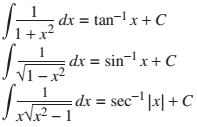 ∫ 1/(1 + x²) dx = tan⁻¹ x + C
∫ 1/√(1 − x²) dx = sin⁻¹ x + C
∫ 1/(x√(x² − 1)) dx = sec⁻¹ |x| + C